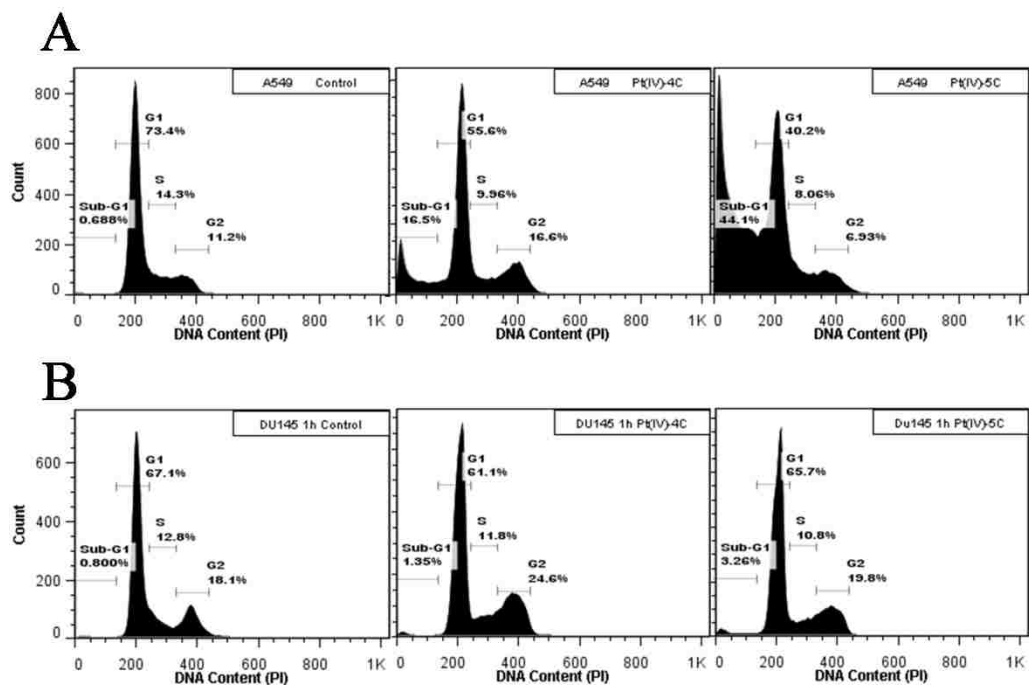 A
A549 Control
G1
73.4%
S
14.3%
Sub-G1
0.688%
G2
11.2%
Count
800
600
400
200
0
0 200 400 600 800 1K
DNA Content (PI)
A549 Pt(IV)-4C
G1
55.6%
S
9.96%
Sub-G1
16.5%
G2
16.6%
0 200 400 600 800 1K
DNA Content (PI)
A549 Pt(IV)-5C
G1
40.2%
S
8.06%
Sub-G1
44.1%
G2
6.93%
0 200 400 600 800 1K
DNA Content (PI)
B
DU145 1h Control
G1
67.1%
S
12.8%
Sub-G1
0.800%
G2
18.1%
Count
600
400
200
0
0 200 400 600 800 1K
DNA Content (PI)
DU145 1h Pt(IV)-4C
G1
61.1%
S
11.8%
Sub-G1
1.35%
G2
24.6%
0 200 400 600 800 1K
DNA Content (PI)
Du145 1h Pt(IV)-5C
G1
65.7%
S
10.8%
Sub-G1
3.26%
G2
19.8%
0 200 400 600 800 1K
DNA Content (PI)